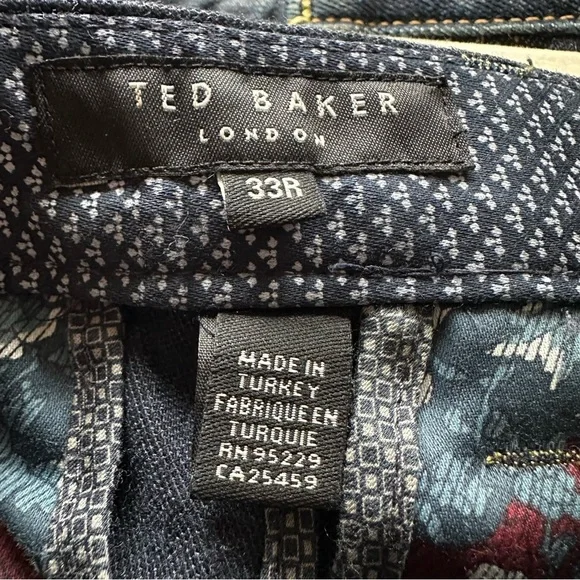 TED BAKER
LONDON
33R
MADE IN
TURKEY
FABRIQUE EN
TURQUIE
RN 95229
CA25459